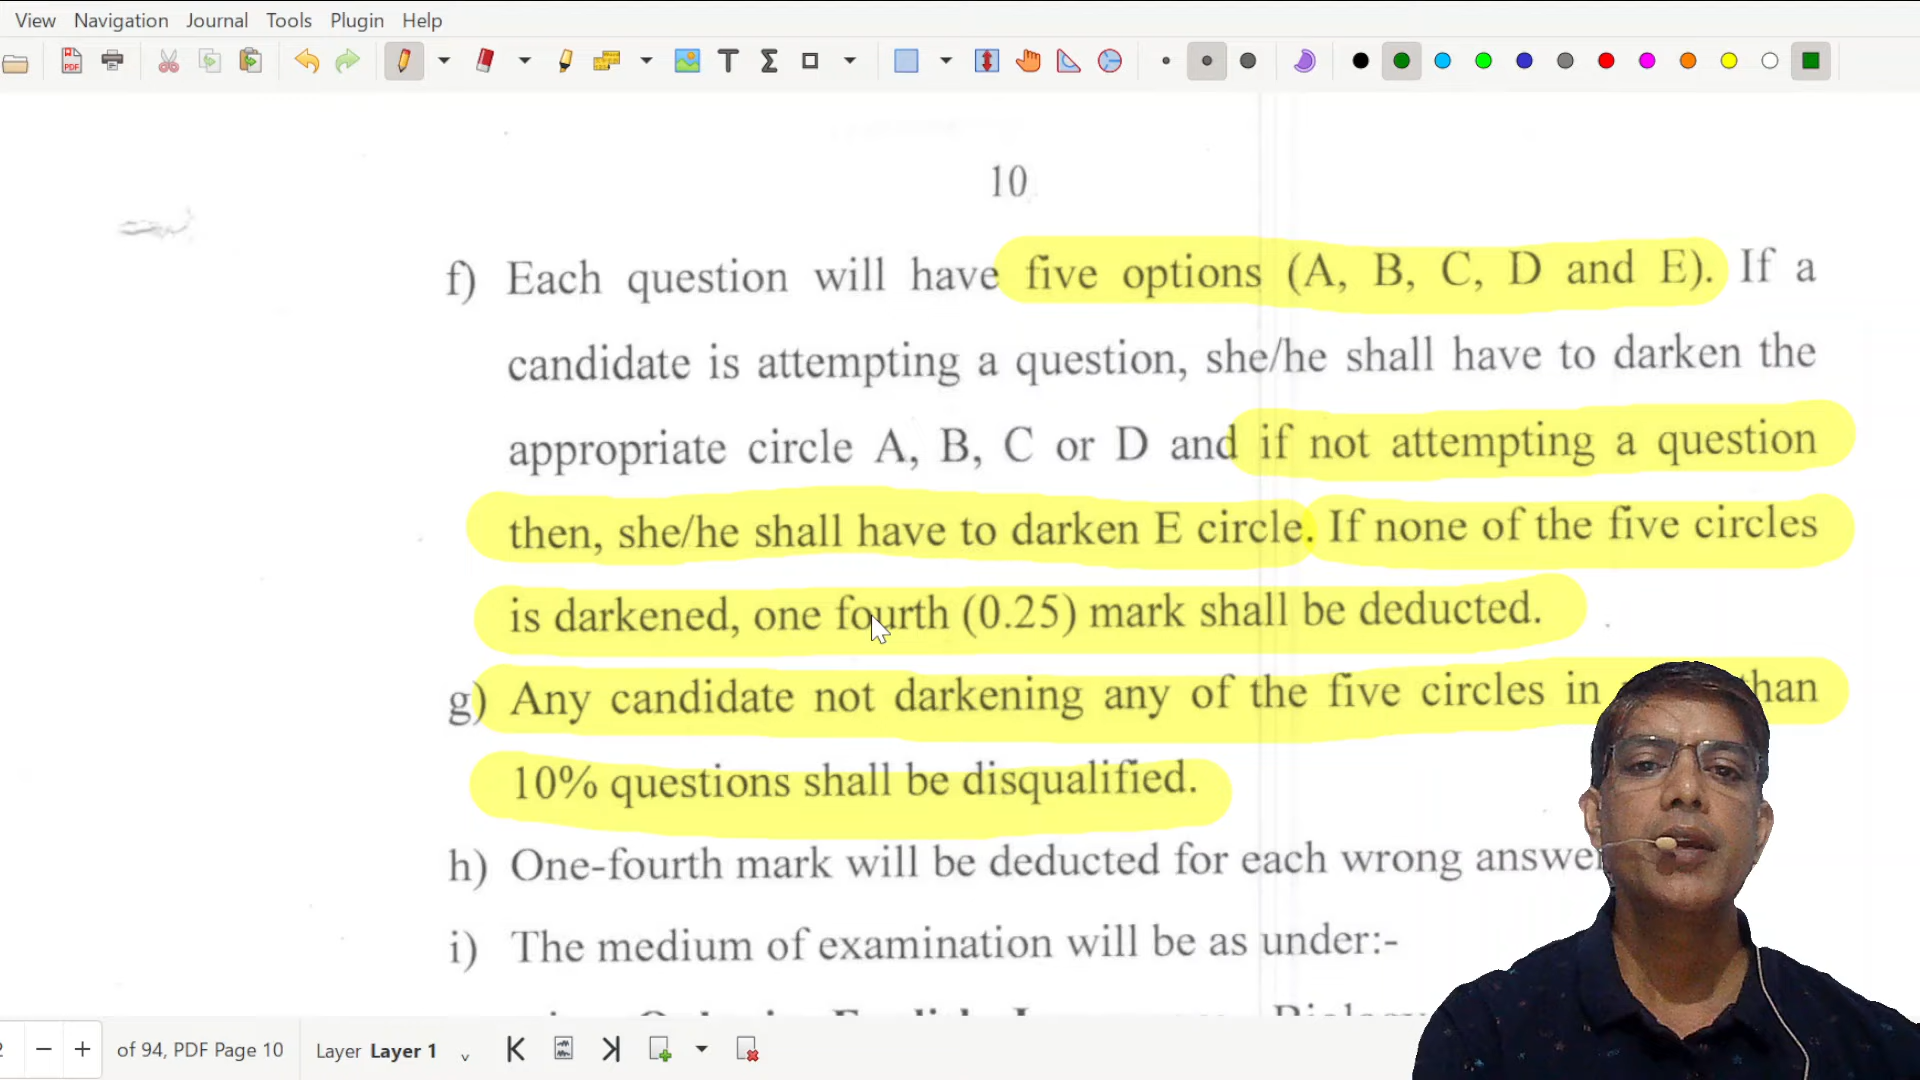 View Navigation Journal Tools Plugin Help
10
f) Each question will have five options (A, B, C, D and E). If a
candidate is attempting a question, she/he shall have to darken the
appropriate circle A, B, C or D and if not attempting a question
then, she/he shall have to darken E circle. If none of the five circles
is darkened, one fourth (0.25) mark shall be deducted.
g) Any candidate not darkening any of the five circles in than
10% questions shall be disqualified.
h) One-fourth mark will be deducted for each wrong answer
i) The medium of examination will be as under:-
of 94, PDF Page 10 Layer Layer 1